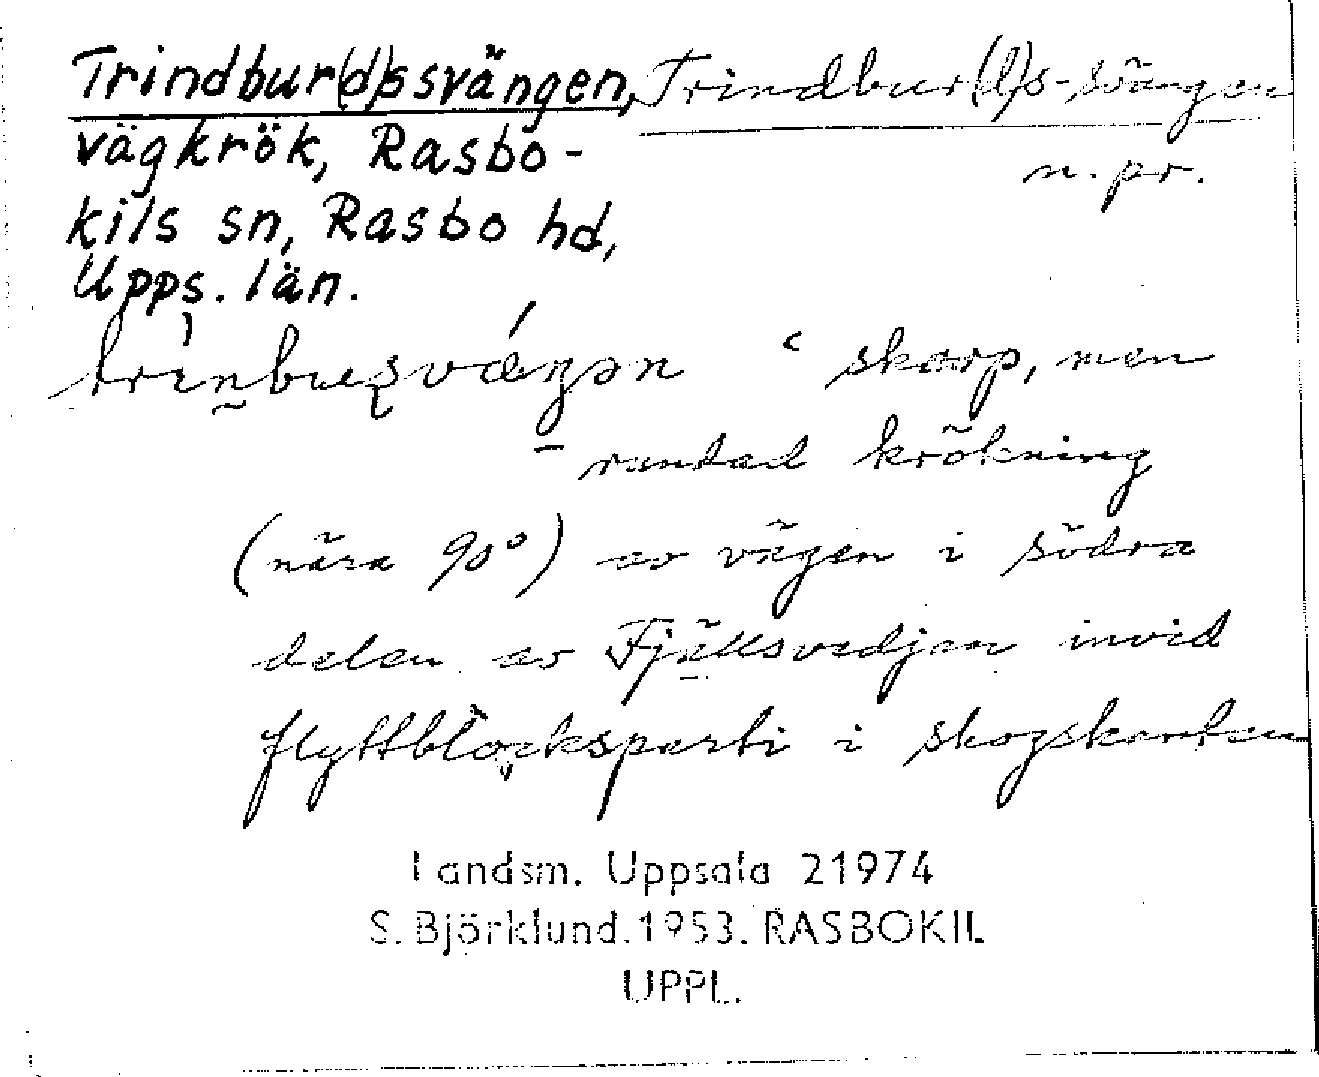 Trindbur(d)s svängen, Trindbur(d)s-svängen
vägkrök, Rasbo-
n. pr.
kils sn, Rasbo hd,
Upps. län.
skarp, men
rundad krökning
(nära 90°) av vägen i södra
delen av Fjällsvedjan invid
flyttblocksparti i skogskanten
Landsm. Uppsala 21974
S. Björklund. 1953. RASBOKIL
UPPL.